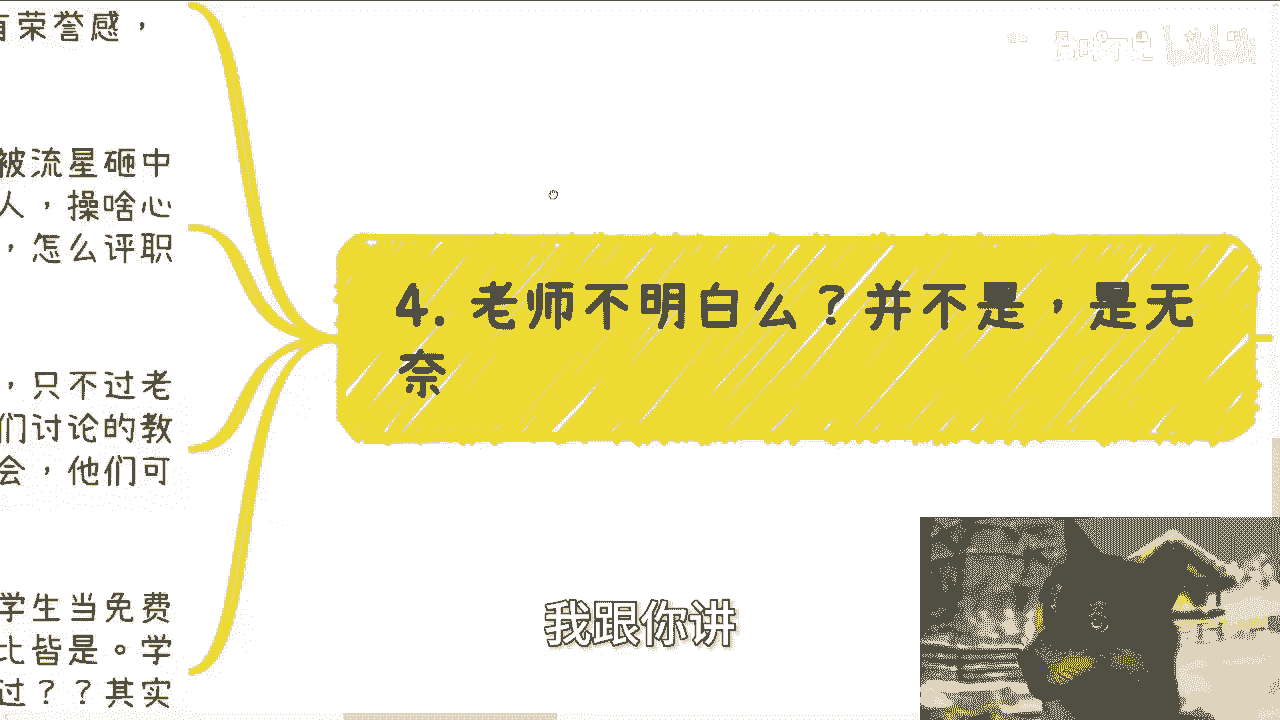 有荣誉感，
被流星砸中
人，操啥心
，怎么评职
4. 老师不明白么？并不是，是无
奈
，只不过老
们讨论的教
会，他们可
学生当免费
比皆是。学
过？？其实
我跟你讲